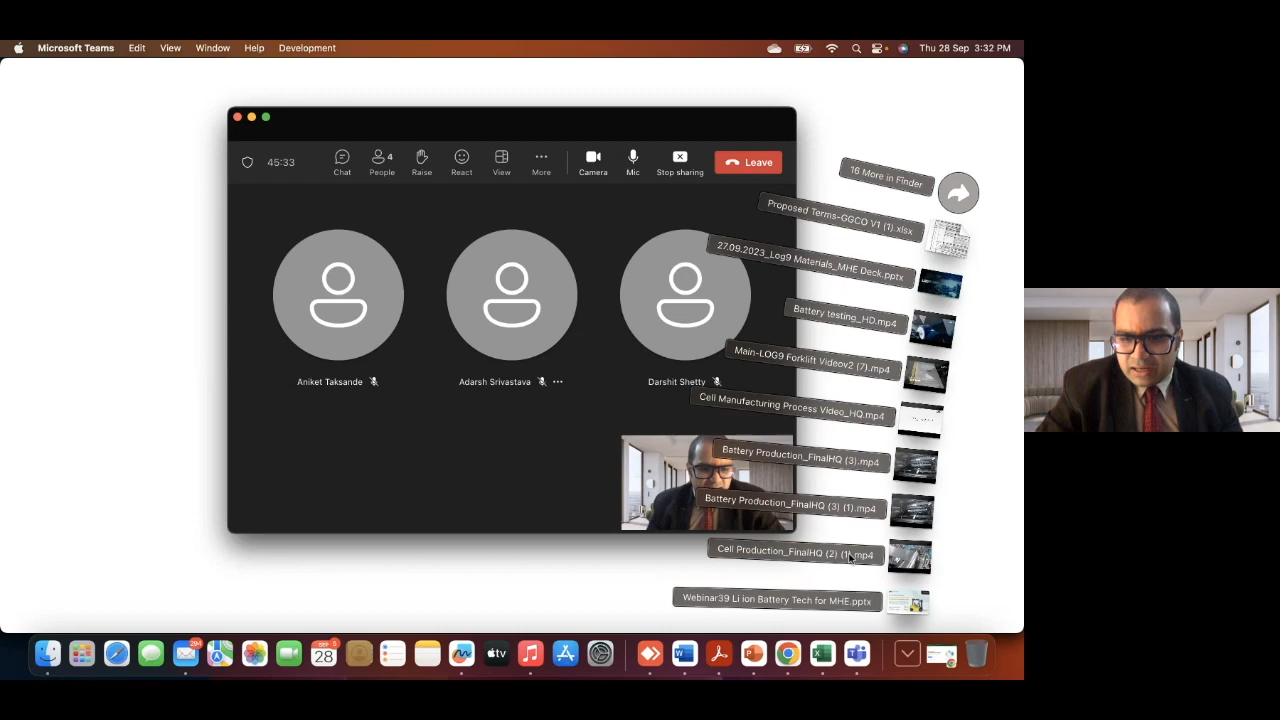 Microsoft Teams Edit View Window Help Development
Thu 28 Sep 3:32 PM
45:33
4
Chat People Raise React View More Camera Mic Stop sharing Leave
16 More in Finder
Proposed Terms-GGCO V1 (1).xlsx
27.09.2023_Log9 Materials_MHE Deck.pptx
Battery testing_HD.mp4
Main-LOG9 Forklift Videov2 (7).mp4
Aniket Taksande
Adarsh Srivastava
Darshit Shetty
Cell Manufacturing Process Video_HQ.mp4
Battery Production_FinalHQ (3).mp4
Battery Production_FinalHQ (3) (1).mp4
Cell Production_FinalHQ (2) (1).mp4
Webinar39 Li ion Battery Tech for MHE.pptx
294
28
tv